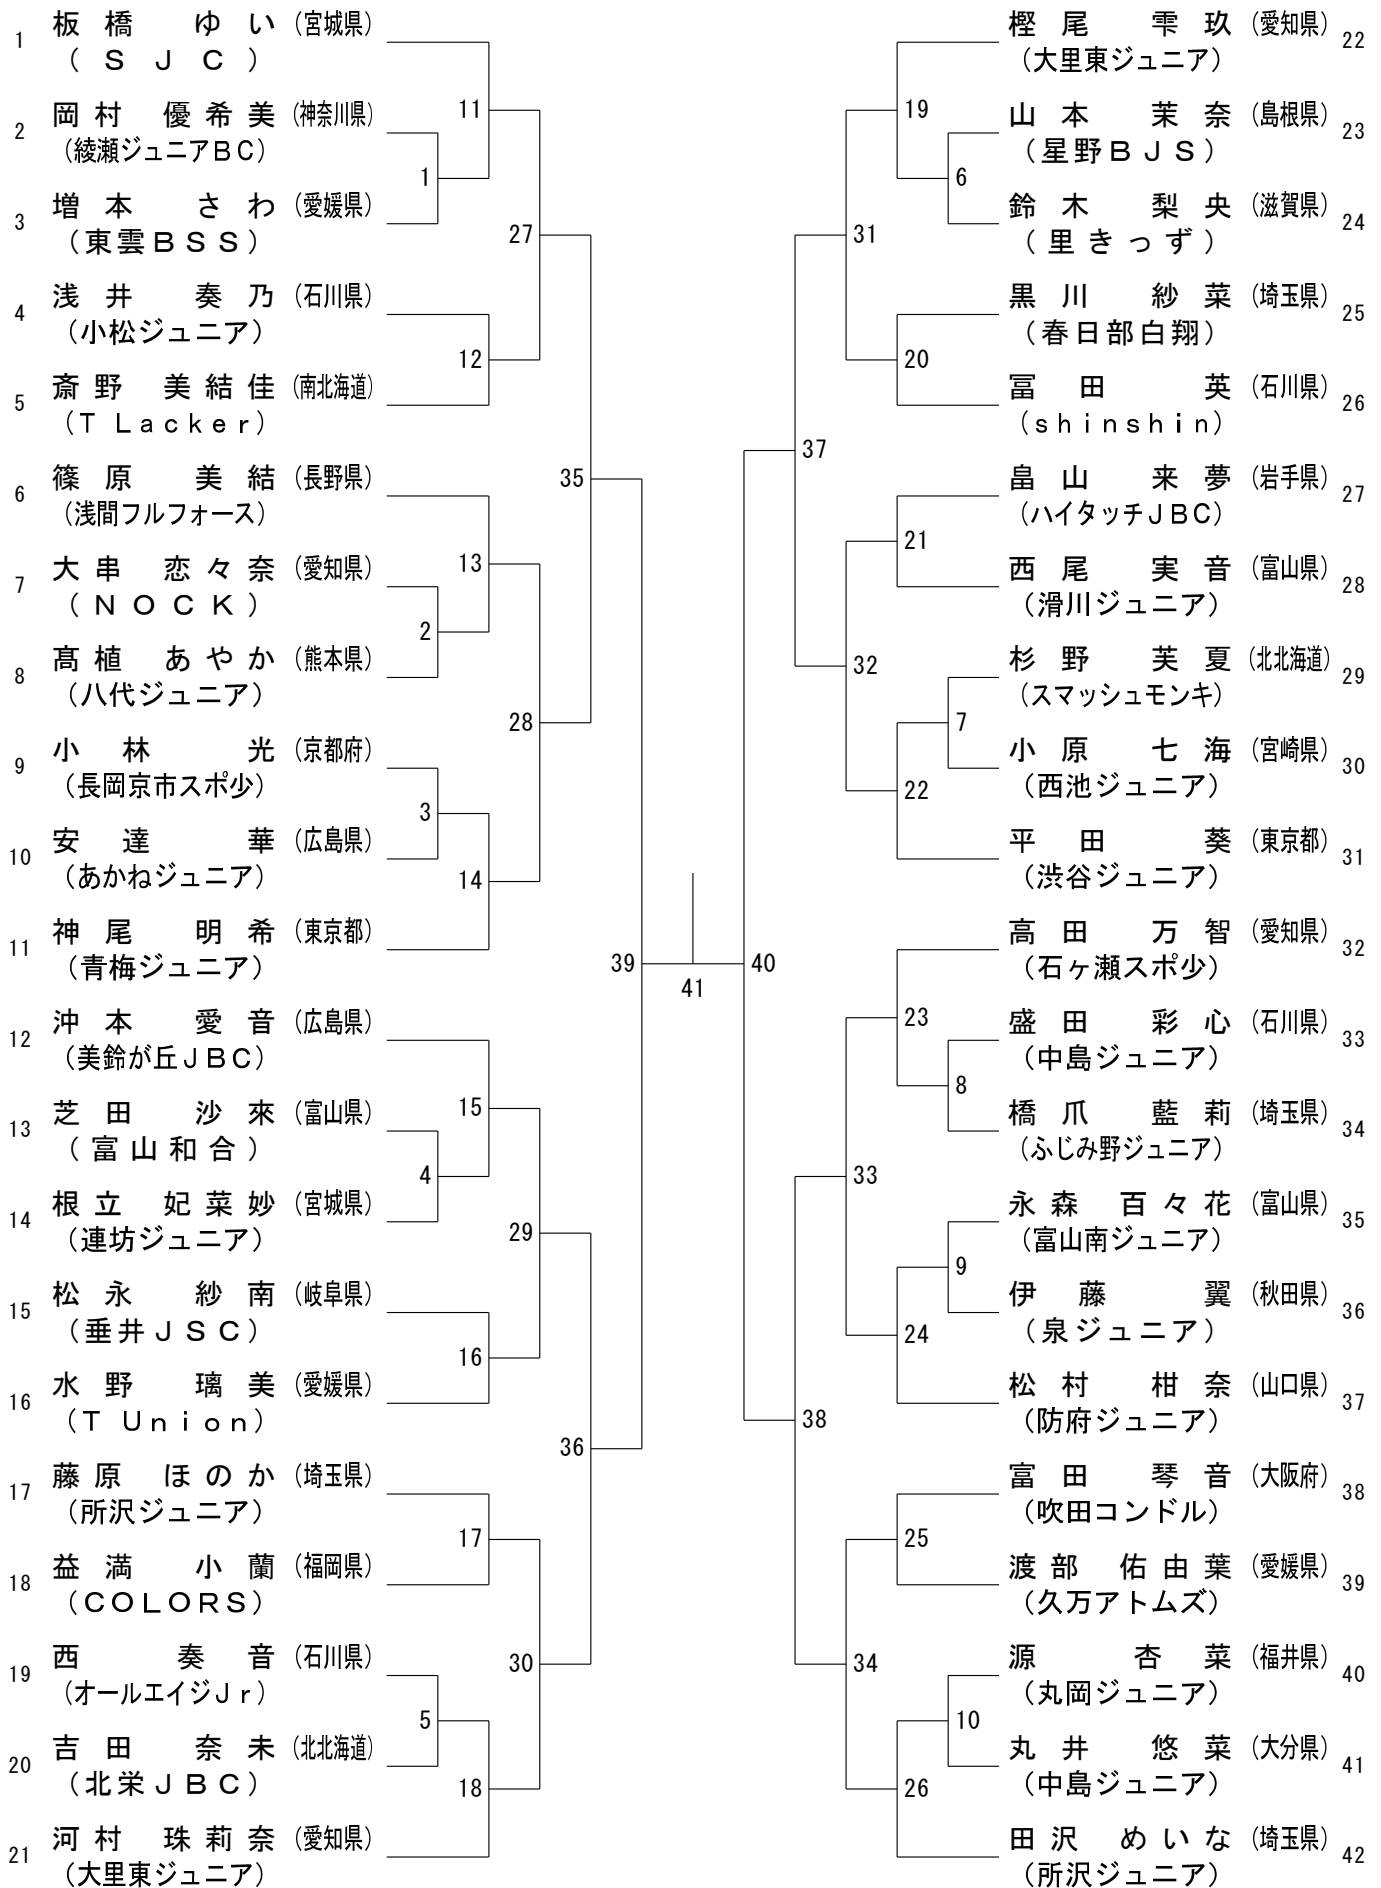 1 板橋 ゆい (宮城県)
(SJC)
2 岡村 優希美 (神奈川県)
(綾瀬ジュニアBC)
3 増本 さわ (愛媛県)
(東雲BSS)
4 浅井 奏乃 (石川県)
(小松ジュニア)
5 斎野 美結佳 (南北海道)
(T Lacker)
6 篠原 美結 (長野県)
(浅間フルフォース)
7 大串 恋々奈 (愛知県)
(NOCK)
8 髙植 あやか (熊本県)
(八代ジュニア)
9 小林 光 (京都府)
(長岡京市スポ少)
10 安達 華 (広島県)
(あかねジュニア)
11 神尾 明希 (東京都)
(青梅ジュニア)
12 沖本 愛音 (広島県)
(美鈴が丘JBC)
13 芝田 沙來 (富山県)
(富山和合)
14 根立 妃菜妙 (宮城県)
(連坊ジュニア)
15 松永 紗南 (岐阜県)
(垂井JSC)
16 水野 璃美 (愛媛県)
(T Union)
17 藤原 ほのか (埼玉県)
(所沢ジュニア)
18 益満 小蘭 (福岡県)
(COLORS)
19 西 奏音 (石川県)
(オールエイジJr)
20 吉田 奈未 (北北海道)
(北栄JBC)
21 河村 珠莉奈 (愛知県)
(大里東ジュニア)
11
1
27
12
35
13
2
28
3
14
39
15
4
29
16
36
17
30
5
18
41
40
19
6
31
20
37
21
32
7
22
23
8
33
9
24
38
25
34
10
26
樫尾 雫玖 (愛知県) 22
(大里東ジュニア)
山本 茉奈 (島根県) 23
(星野BJS)
鈴木 梨央 (滋賀県) 24
(里きっず)
黒川 紗菜 (埼玉県) 25
(春日部白翔)
冨田 英 (石川県) 26
(shinshin)
畠山 来夢 (岩手県) 27
(ハイタッチJBC)
西尾 実音 (富山県) 28
(滑川ジュニア)
杉野 芙夏 (北北海道) 29
(スマッシュモンキ)
小原 七海 (宮崎県) 30
(西池ジュニア)
平田 葵 (東京都) 31
(渋谷ジュニア)
高田 万智 (愛知県) 32
(石ヶ瀬スポ少)
盛田 彩心 (石川県) 33
(中島ジュニア)
橋爪 藍莉 (埼玉県) 34
(ふじみ野ジュニア)
永森 百々花 (富山県) 35
(富山南ジュニア)
伊藤 翼 (秋田県) 36
(泉ジュニア)
松村 柑奈 (山口県) 37
(防府ジュニア)
富田 琴音 (大阪府) 38
(吹田コンドル)
渡部 佑由葉 (愛媛県) 39
(久万アトムズ)
源 杏菜 (福井県) 40
(丸岡ジュニア)
丸井 悠菜 (大分県) 41
(中島ジュニア)
田沢 めいな (埼玉県) 42
(所沢ジュニア)